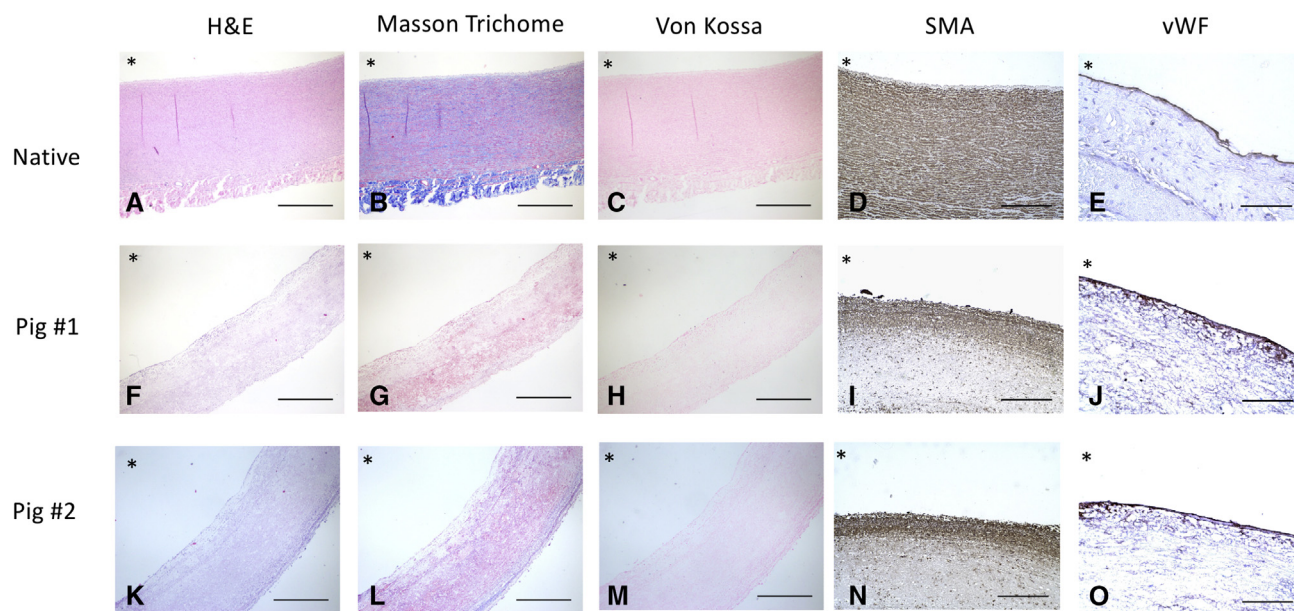 H&E Masson Trichome Von Kossa SMA vWF
Native
* * * * *
A B C D E
Pig #1
* * * * *
F G H I J
Pig #2
* * * * *
K L M N O